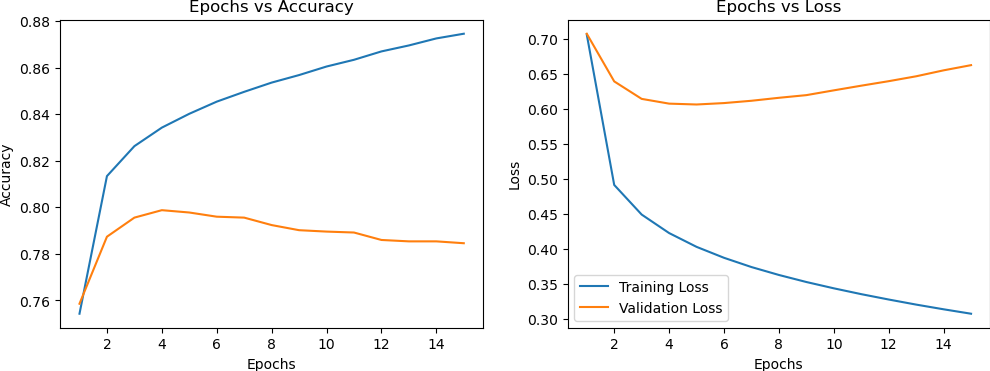 Epochs vs Accuracy
0.88
0.86
0.84
0.82
0.80
0.78
0.76
Accuracy
2 4 6 8 10 12 14
Epochs
Epochs vs Loss
0.70
0.65
0.60
0.55
0.50
0.45
0.40
0.35
0.30
Loss
Training Loss
Validation Loss
2 4 6 8 10 12 14
Epochs